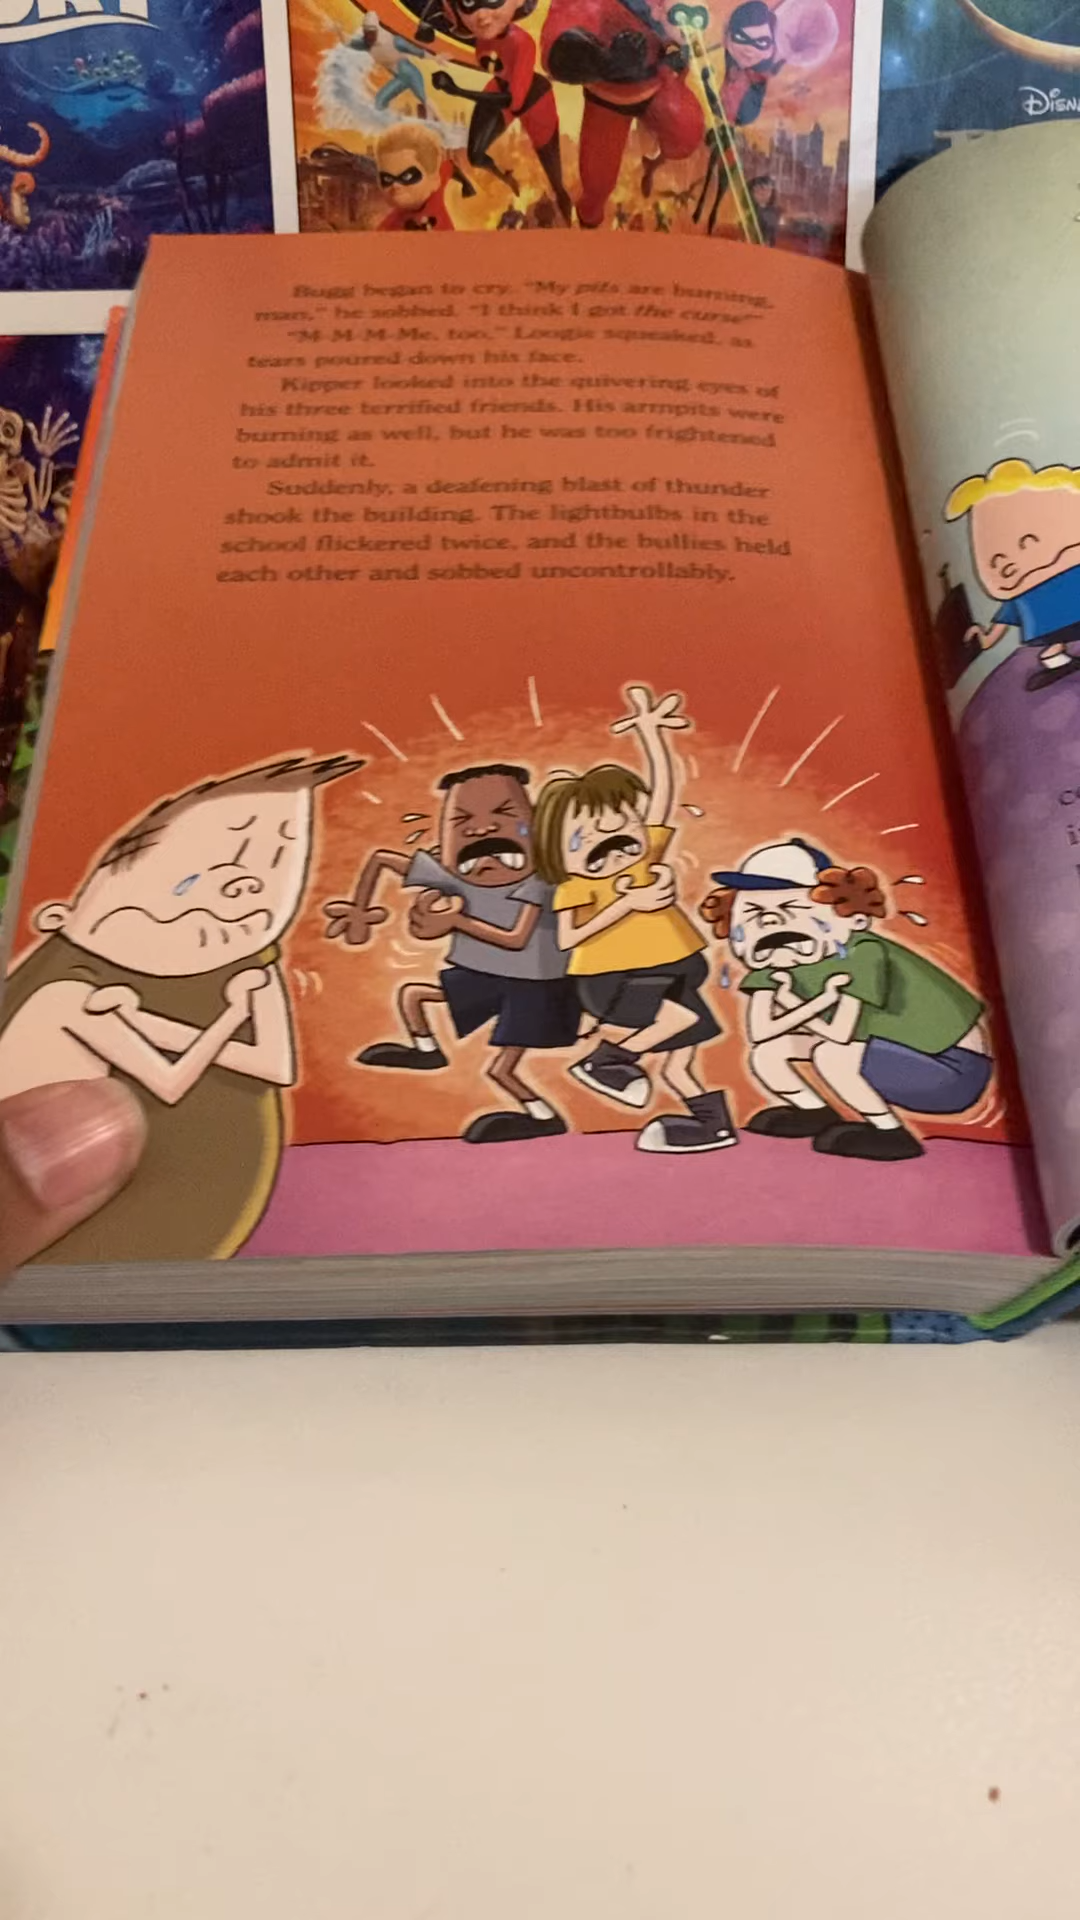 Bugg began to cry. "My pits are burning,
man," he sobbed. "I think I got the curse!"
"M-M-M-Me, too," Loogie squeaked, as
tears poured down his face.
Kipper looked into the quivering eyes of
his three terrified friends. His armpits were
burning as well, but he was too frightened
to admit it.
Suddenly, a deafening blast of thunder
shook the building. The lightbulbs in the
school flickered twice, and the bullies held
each other and sobbed uncontrollably.